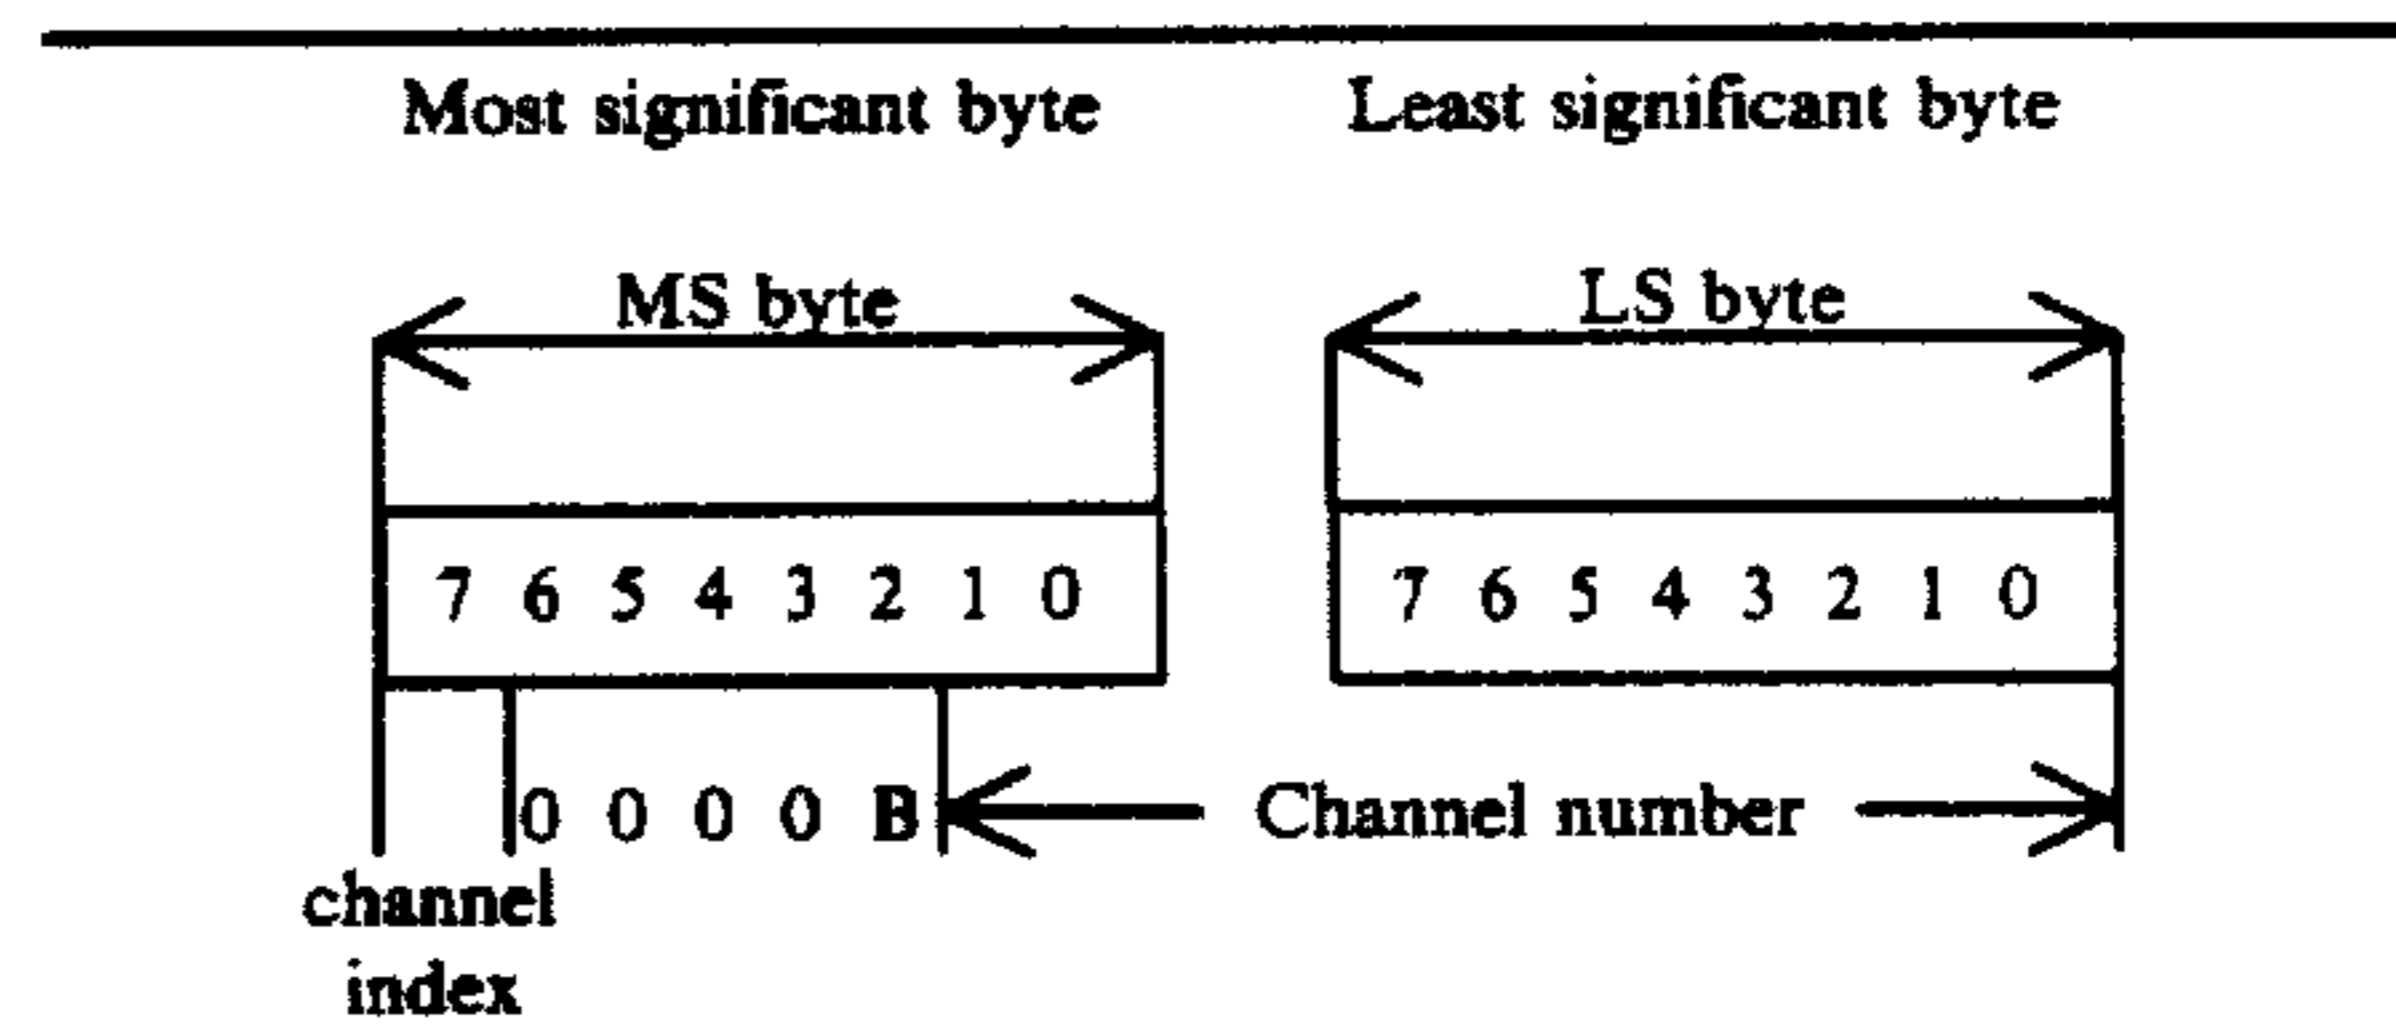 Most significant byte Least significant byte
MS byte LS byte
7 6 5 4 3 2 1 0 7 6 5 4 3 2 1 0
0 0 0 0 B Channel number
channel
index